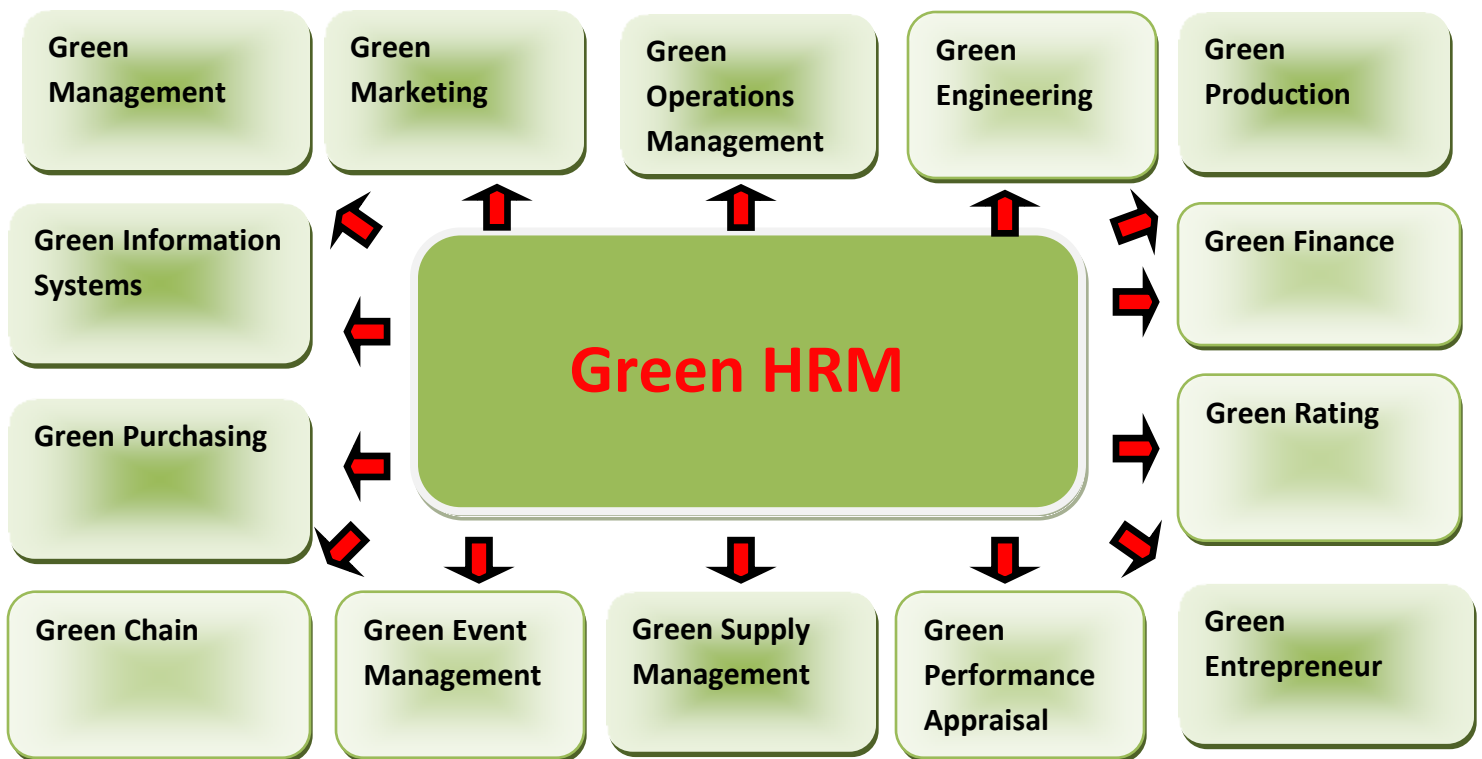 Green
Management
Green
Marketing
Green
Operations
Management
Green
Engineering
Green
Production
Green Information
Systems
Green Finance
Green HRM
Green Purchasing
Green Rating
Green Chain
Green Event
Management
Green Supply
Management
Green
Performance
Appraisal
Green
Entrepreneur